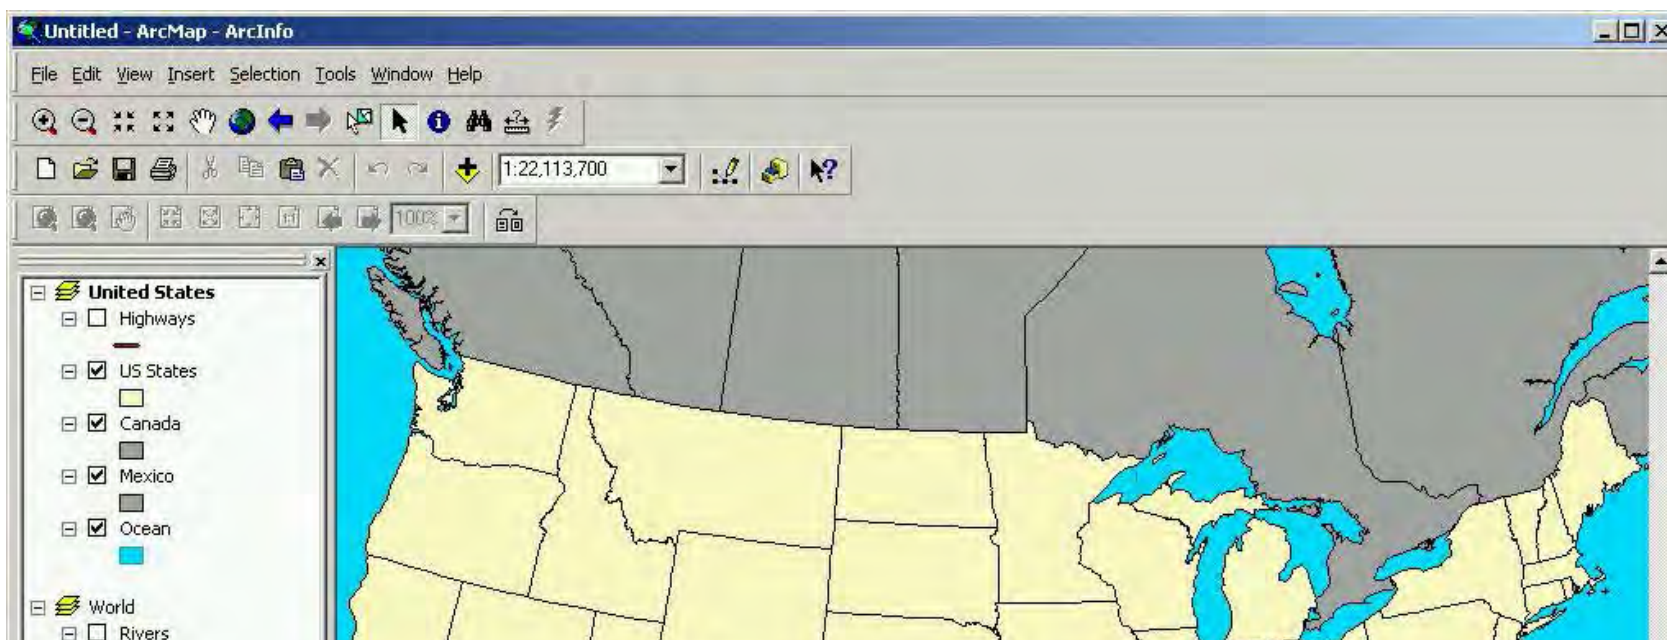 Untitled - ArcMap - ArcInfo
File Edit View Insert Selection Tools Window Help
1:22,113,700
100%
United States
Highways
US States
Canada
Mexico
Ocean
World
Rivers